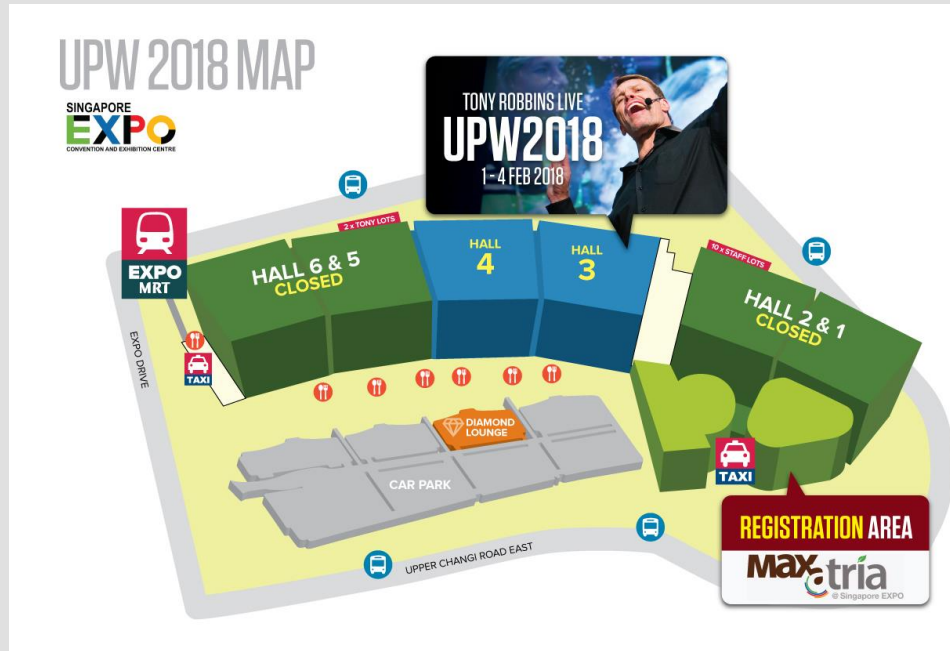 UPW 2018 MAP
SINGAPORE
EXPO
CONVENTION AND EXHIBITION CENTRE
TONY ROBBINS LIVE
UPW2018
1 - 4 FEB 2018
EXPO
MRT
2 x TONY LOTS
HALL 6 & 5
CLOSED
HALL
4
HALL
3
10 x STAFF LOTS
HALL 2 & 1
CLOSED
EXPO DRIVE
TAXI
DIAMOND
LOUNGE
CAR PARK
TAXI
UPPER CHANGI ROAD EAST
REGISTRATION AREA
MAX atria
@ Singapore EXPO